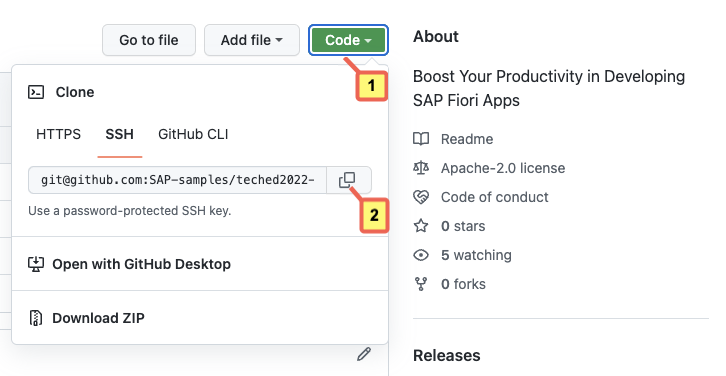 Go to file
Add file
Code
1
Clone
HTTPS
SSH
GitHub CLI
git@github.com:SAP-samples/teched2022-
2
Use a password-protected SSH key.
Open with GitHub Desktop
Download ZIP
About
Boost Your Productivity in Developing
SAP Fiori Apps
Readme
Apache-2.0 license
Code of conduct
0 stars
5 watching
0 forks
Releases